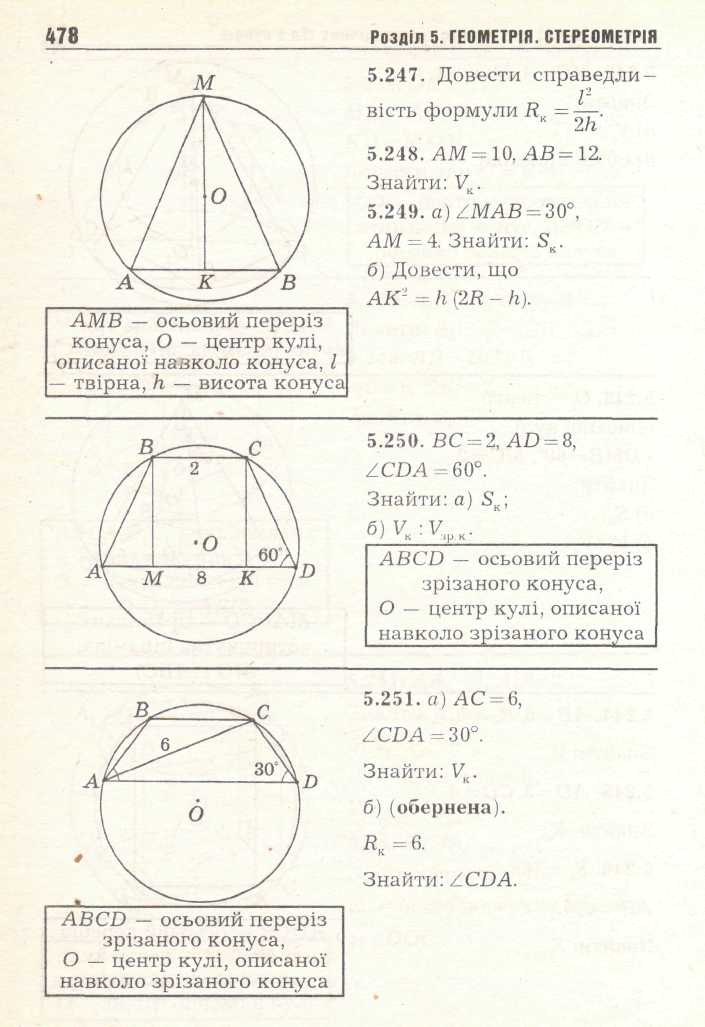 478
Розділ 5. ГЕОМЕТРІЯ. СТЕРЕОМЕТРІЯ
M
O
A K B
AMB — осьовий переріз
конуса, O — центр кулі,
описаної навколо конуса, l
— твірна, h — висота конуса
5.247. Довести справедли—
вість формули Rк = l²/2h.
5.248. AM = 10, AB = 12.
Знайти: Vк.
5.249. а) ∠MAB = 30°,
AM = 4. Знайти: Sк.
б) Довести, що
AK² = h (2R – h).
B C
2
O
60°
A M 8 K D
5.250. BC = 2, AD = 8,
∠CDA = 60°.
Знайти: а) Sк;
б) Vк : Vзр.к.
ABCD — осьовий переріз
зрізаного конуса,
O — центр кулі, описаної
навколо зрізаного конуса
B C
6
30°
A D
O
ABCD — осьовий переріз
зрізаного конуса,
O — центр кулі, описаної
навколо зрізаного конуса
5.251. а) AC = 6,
∠CDA = 30°.
Знайти: Vк.
б) (обернена).
Rк = 6.
Знайти: ∠CDA.